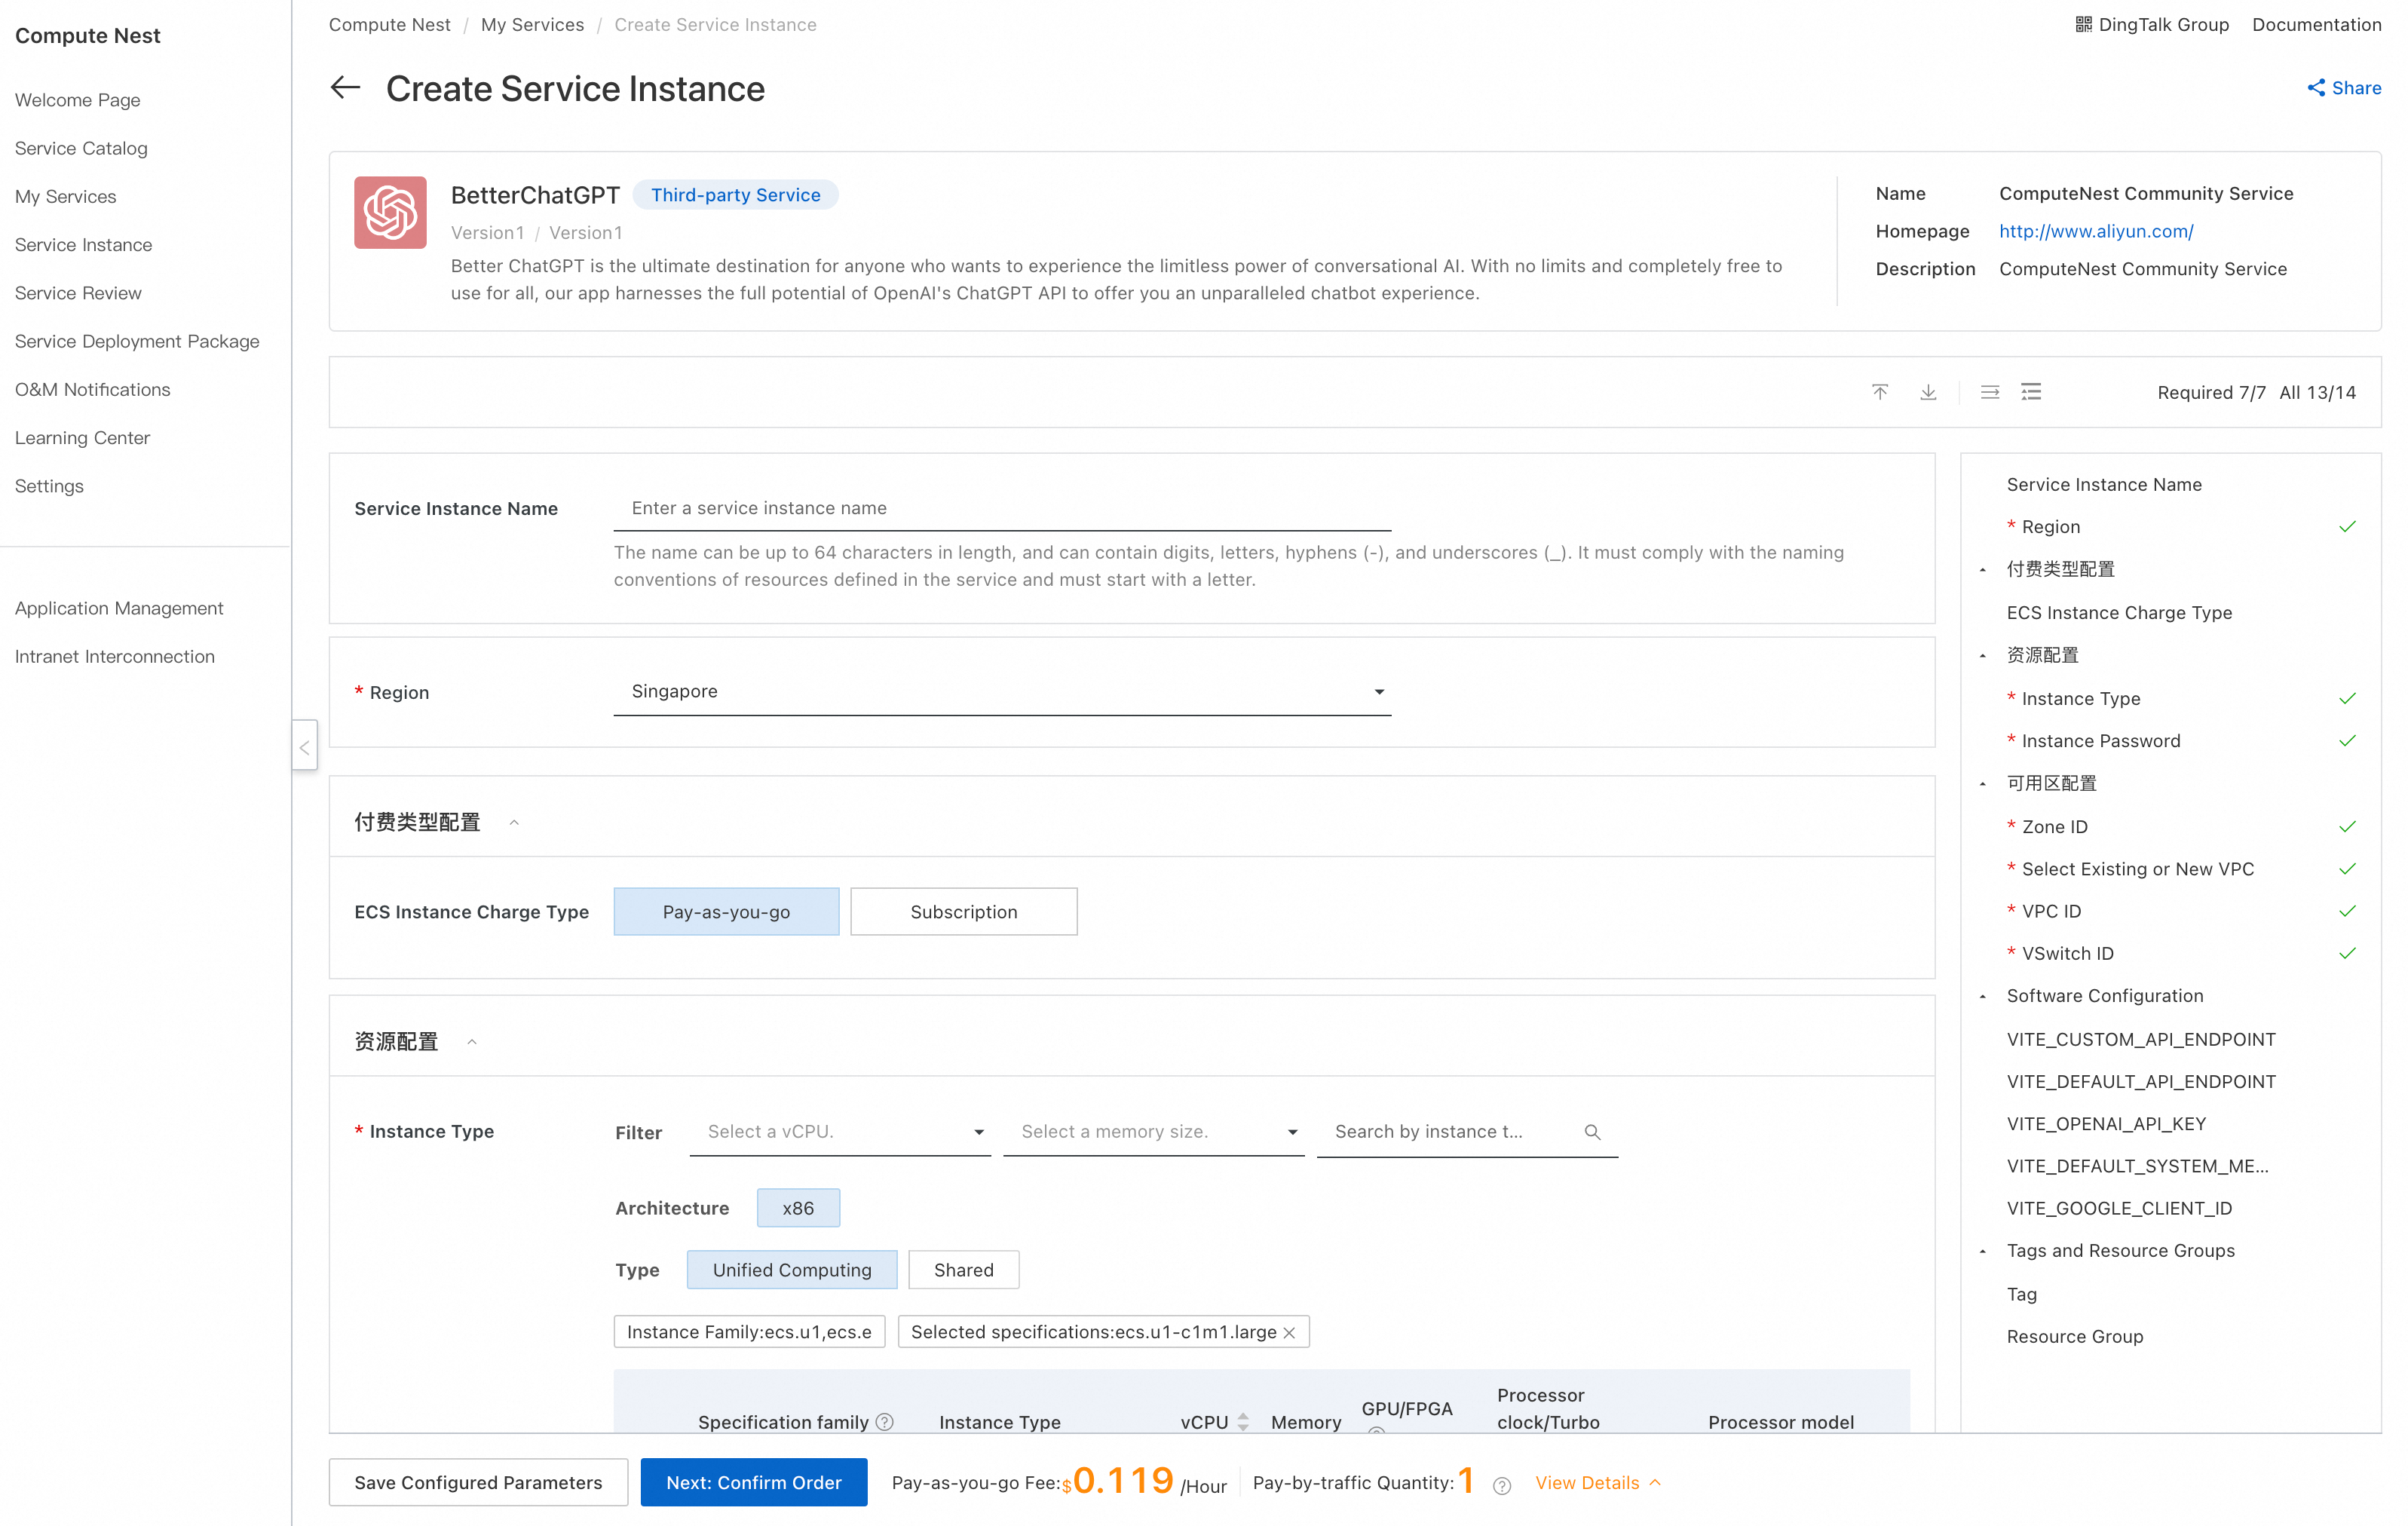 Compute Nest
Welcome Page
Service Catalog
My Services
Service Instance
Service Review
Service Deployment Package
O&M Notifications
Learning Center
Settings
Application Management
Intranet Interconnection
Compute Nest / My Services / Create Service Instance
DingTalk Group Documentation
Create Service Instance
Share
BetterChatGPT Third-party Service
Version1 / Version1
Better ChatGPT is the ultimate destination for anyone who wants to experience the limitless power of conversational AI. With no limits and completely free to
use for all, our app harnesses the full potential of OpenAI's ChatGPT API to offer you an unparalleled chatbot experience.
Name ComputeNest Community Service
Homepage http://www.aliyun.com/
Description ComputeNest Community Service
Required 7/7 All 13/14
Service Instance Name
Enter a service instance name
The name can be up to 64 characters in length, and can contain digits, letters, hyphens (-), and underscores (_). It must comply with the naming
conventions of resources defined in the service and must start with a letter.
* Region
Singapore
付费类型配置
ECS Instance Charge Type
Pay-as-you-go Subscription
资源配置
* Instance Type
Filter Select a vCPU. Select a memory size. Search by instance t...
Architecture x86
Type Unified Computing Shared
Instance Family:ecs.u1,ecs.e Selected specifications:ecs.u1-c1m1.large
Specification family Instance Type vCPU Memory GPU/FPGA Processor
clock/Turbo Processor model
Service Instance Name
* Region
付费类型配置
ECS Instance Charge Type
资源配置
* Instance Type
* Instance Password
可用区配置
* Zone ID
* Select Existing or New VPC
* VPC ID
* VSwitch ID
Software Configuration
VITE_CUSTOM_API_ENDPOINT
VITE_DEFAULT_API_ENDPOINT
VITE_OPENAI_API_KEY
VITE_DEFAULT_SYSTEM_ME...
VITE_GOOGLE_CLIENT_ID
Tags and Resource Groups
Tag
Resource Group
Save Configured Parameters Next: Confirm Order Pay-as-you-go Fee:$0.119 /Hour Pay-by-traffic Quantity:1 View Details